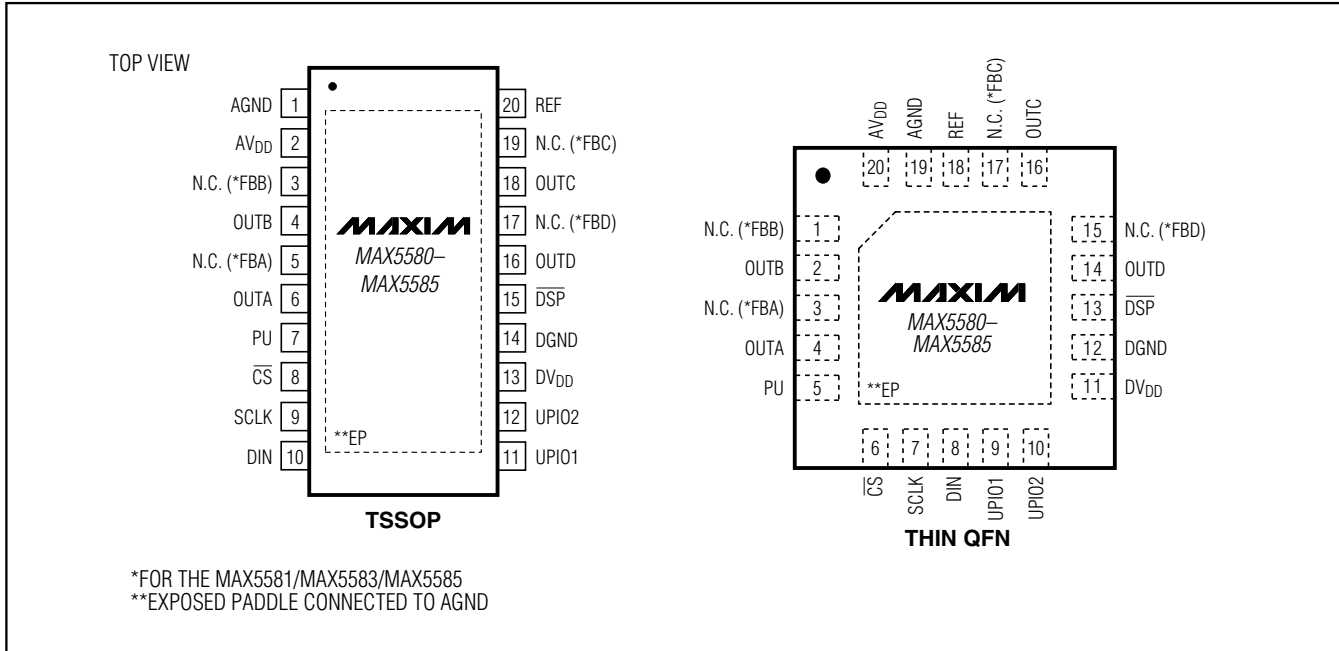 TOP VIEW
AGND 1
AVDD 2
N.C. (*FBB) 3
OUTB 4
N.C. (*FBA) 5
OUTA 6
PU 7
C̅S̅ 8
SCLK 9
DIN 10
20 REF
19 N.C. (*FBC)
18 OUTC
17 N.C. (*FBD)
16 OUTD
15 D̅S̅P̅
14 DGND
13 DVDD
12 UPIO2
11 UPIO1
MAXIM
MAX5580–
MAX5585
**EP
TSSOP
AVDD AGND REF N.C. (*FBC) OUTC
20 19 18 17 16
N.C. (*FBB) 1
OUTB 2
N.C. (*FBA) 3
OUTA 4
PU 5
15 N.C. (*FBD)
14 OUTD
13 D̅S̅P̅
12 DGND
11 DVDD
MAXIM
MAX5580–
MAX5585
**EP
6 7 8 9 10
C̅S̅ SCLK DIN UPIO1 UPIO2
THIN QFN
*FOR THE MAX5581/MAX5583/MAX5585
**EXPOSED PADDLE CONNECTED TO AGND